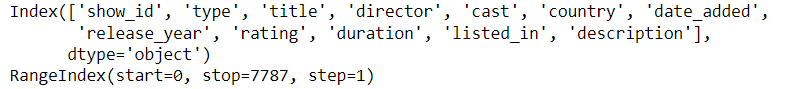 Index(['show_id', 'type', 'title', 'director', 'cast', 'country', 'date_added',
       'release_year', 'rating', 'duration', 'listed_in', 'description'],
      dtype='object')
RangeIndex(start=0, stop=7787, step=1)